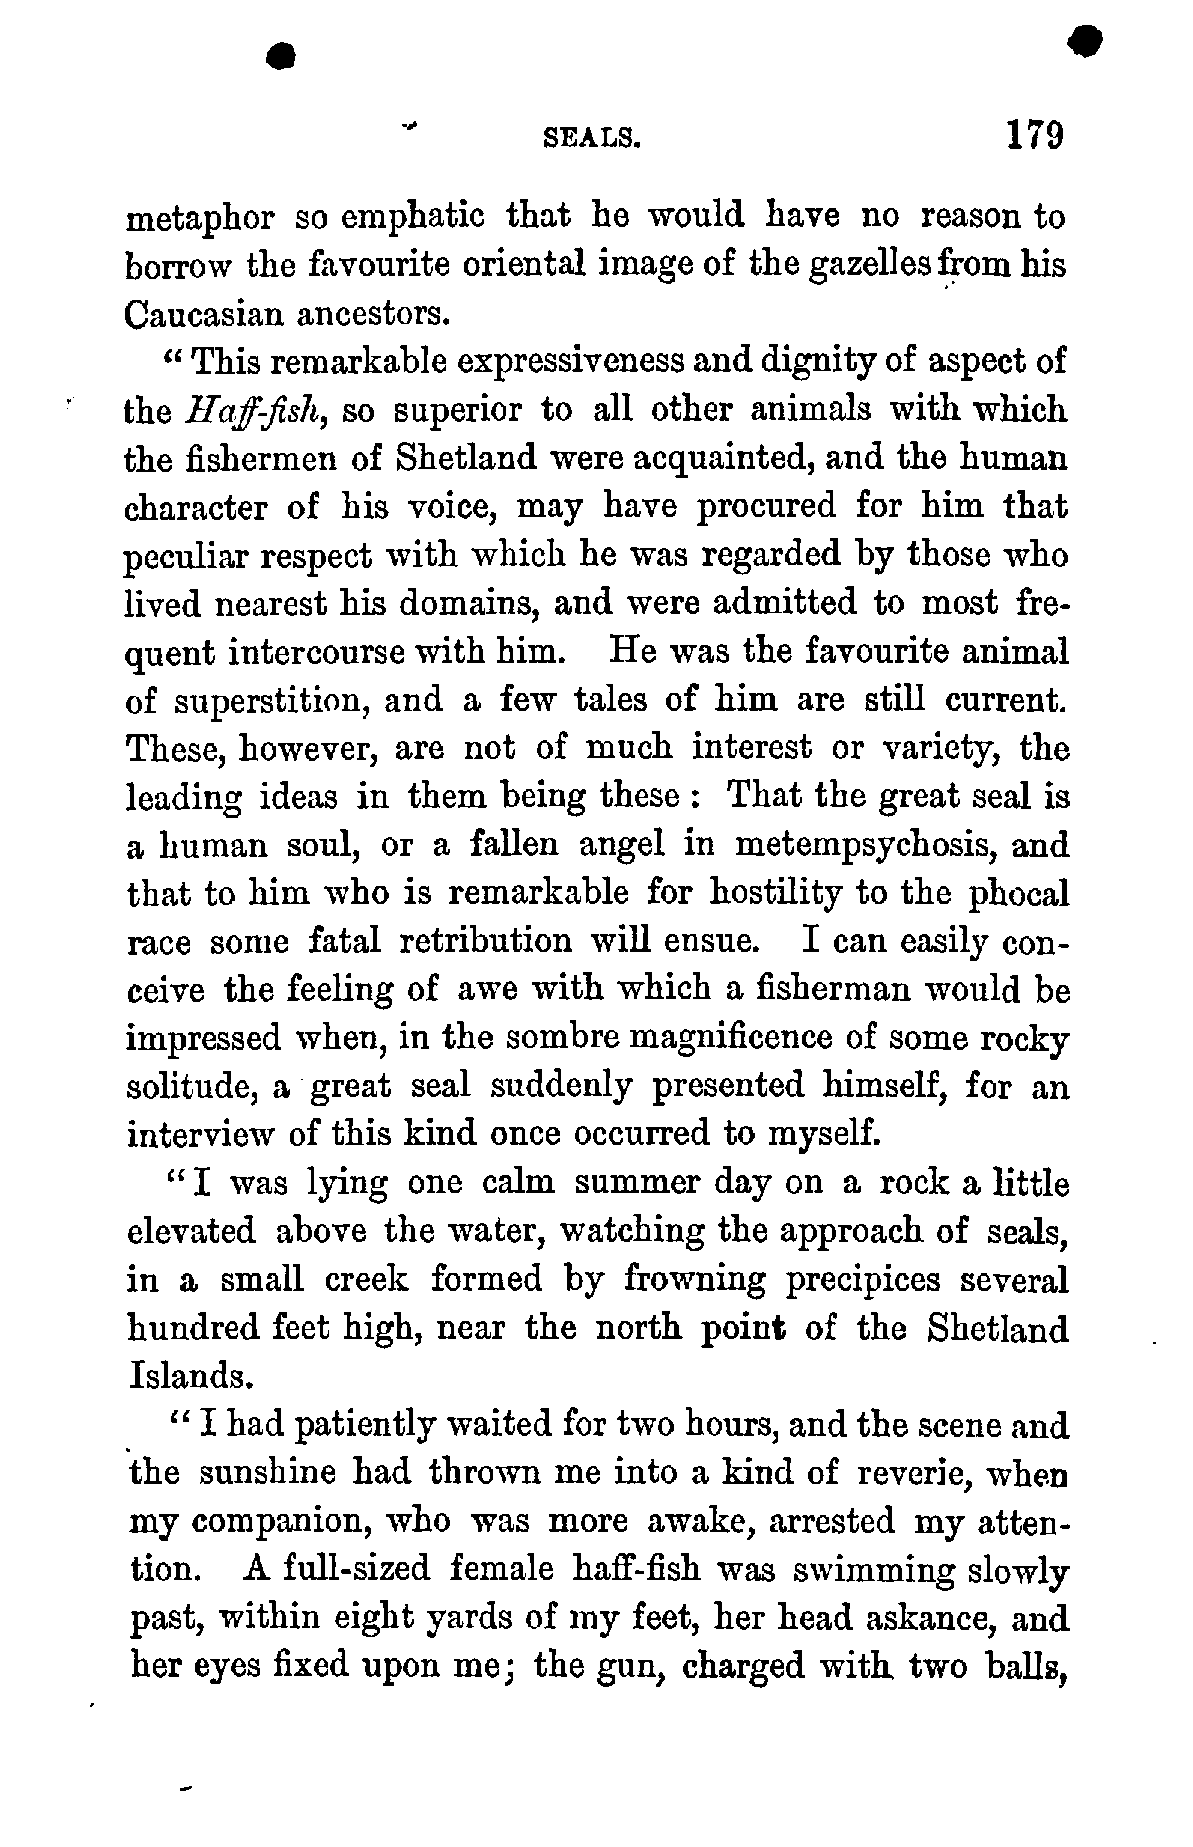 SEALS. 179
metaphor so emphatic that he would have no reason to
borrow the favourite oriental image of the gazelles from his
Caucasian ancestors.
" This remarkable expressiveness and dignity of aspect of
the Haff-fish, so superior to all other animals with which
the fishermen of Shetland were acquainted, and the human
character of his voice, may have procured for him that
peculiar respect with which he was regarded by those who
lived nearest his domains, and were admitted to most fre-
quent intercourse with him. He was the favourite animal
of superstition, and a few tales of him are still current.
These, however, are not of much interest or variety, the
leading ideas in them being these : That the great seal is
a human soul, or a fallen angel in metempsychosis, and
that to him who is remarkable for hostility to the phocal
race some fatal retribution will ensue. I can easily con-
ceive the feeling of awe with which a fisherman would be
impressed when, in the sombre magnificence of some rocky
solitude, a great seal suddenly presented himself, for an
interview of this kind once occurred to myself.
" I was lying one calm summer day on a rock a little
elevated above the water, watching the approach of seals,
in a small creek formed by frowning precipices several
hundred feet high, near the north point of the Shetland
Islands.
" I had patiently waited for two hours, and the scene and
the sunshine had thrown me into a kind of reverie, when
my companion, who was more awake, arrested my atten-
tion. A full-sized female haff-fish was swimming slowly
past, within eight yards of my feet, her head askance, and
her eyes fixed upon me; the gun, charged with two balls,